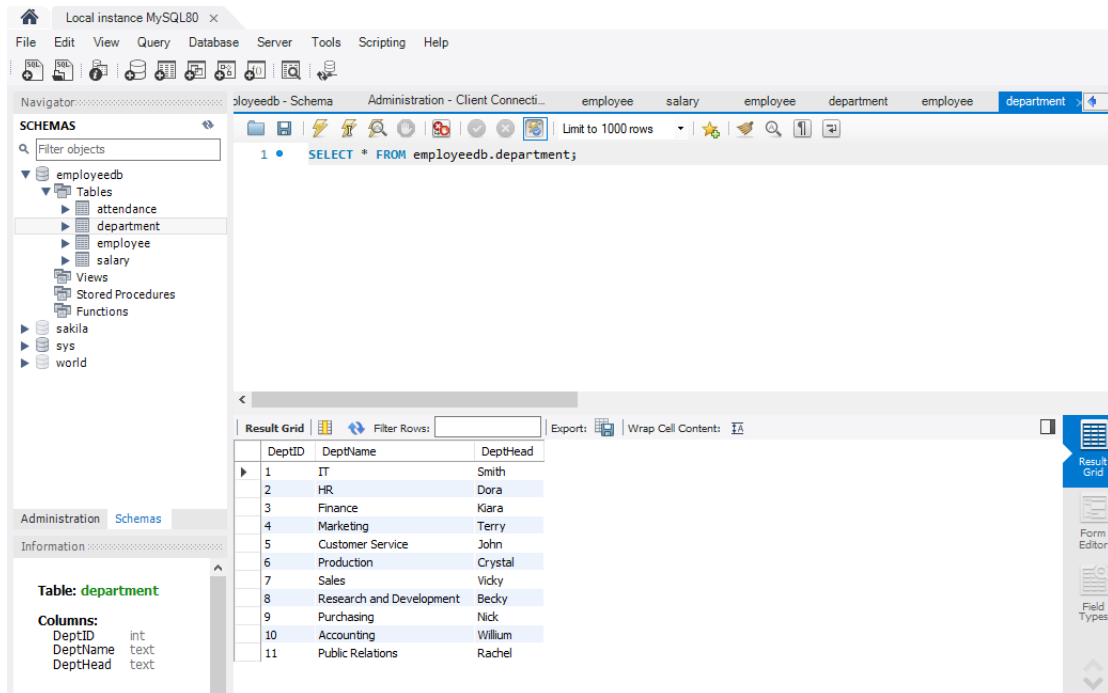 Local instance MySQL80 ×
File Edit View Query Database Server Tools Scripting Help
SQL SQL
Navigator
ployeedb - Schema Administration - Client Connecti... employee salary employee department employee department ×
SCHEMAS
Filter objects
Limit to 1000 rows
1 SELECT * FROM employeedb.department;
employeedb
Tables
attendance
department
employee
salary
Views
Stored Procedures
Functions
sakila
sys
world
Result Grid Filter Rows: Export: Wrap Cell Content: IA
DeptID DeptName DeptHead
1 IT Smith
2 HR Dora
3 Finance Kiara
4 Marketing Terry
5 Customer Service John
6 Production Crystal
7 Sales Vicky
8 Research and Development Becky
9 Purchasing Nick
10 Accounting Willium
11 Public Relations Rachel
Result
Grid
Form
Editor
Field
Types
Administration Schemas
Information
Table: department
Columns:
DeptID int
DeptName text
DeptHead text